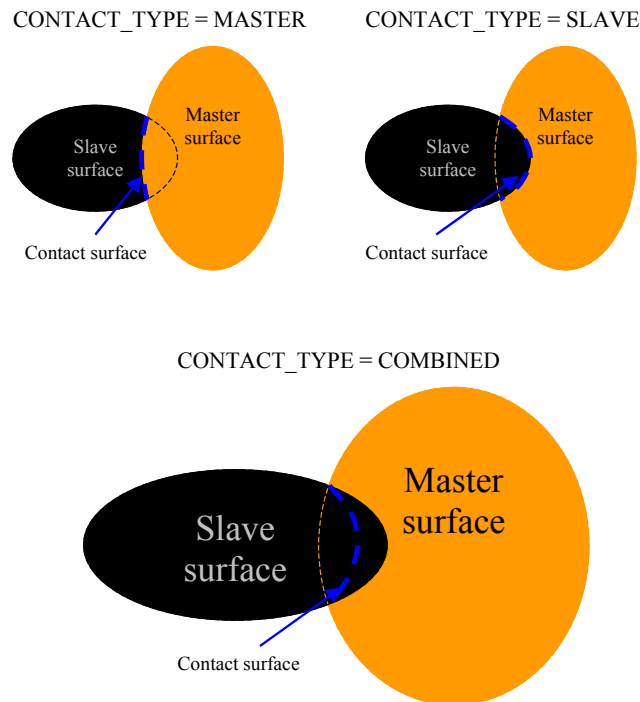 CONTACT_TYPE = MASTER
CONTACT_TYPE = SLAVE
Slave
surface
Master
surface
Contact surface
Slave
surface
Master
surface
Contact surface
CONTACT_TYPE = COMBINED
Slave
surface
Master
surface
Contact surface